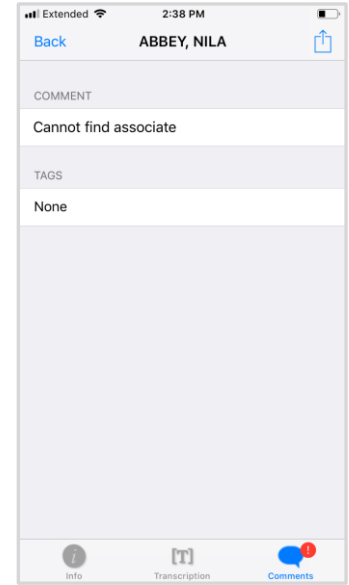 Extended 2:38 PM
Back ABBEY, NILA
COMMENT
Cannot find associate
TAGS
None
i [T] !
Info Transcription Comments